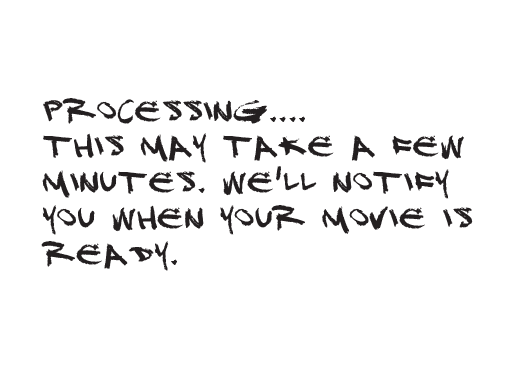 PROCESSING....
THIS MAY TAKE A FEW
MINUTES. WE'LL NOTIFY
YOU WHEN YOUR MOVIE IS
READY.